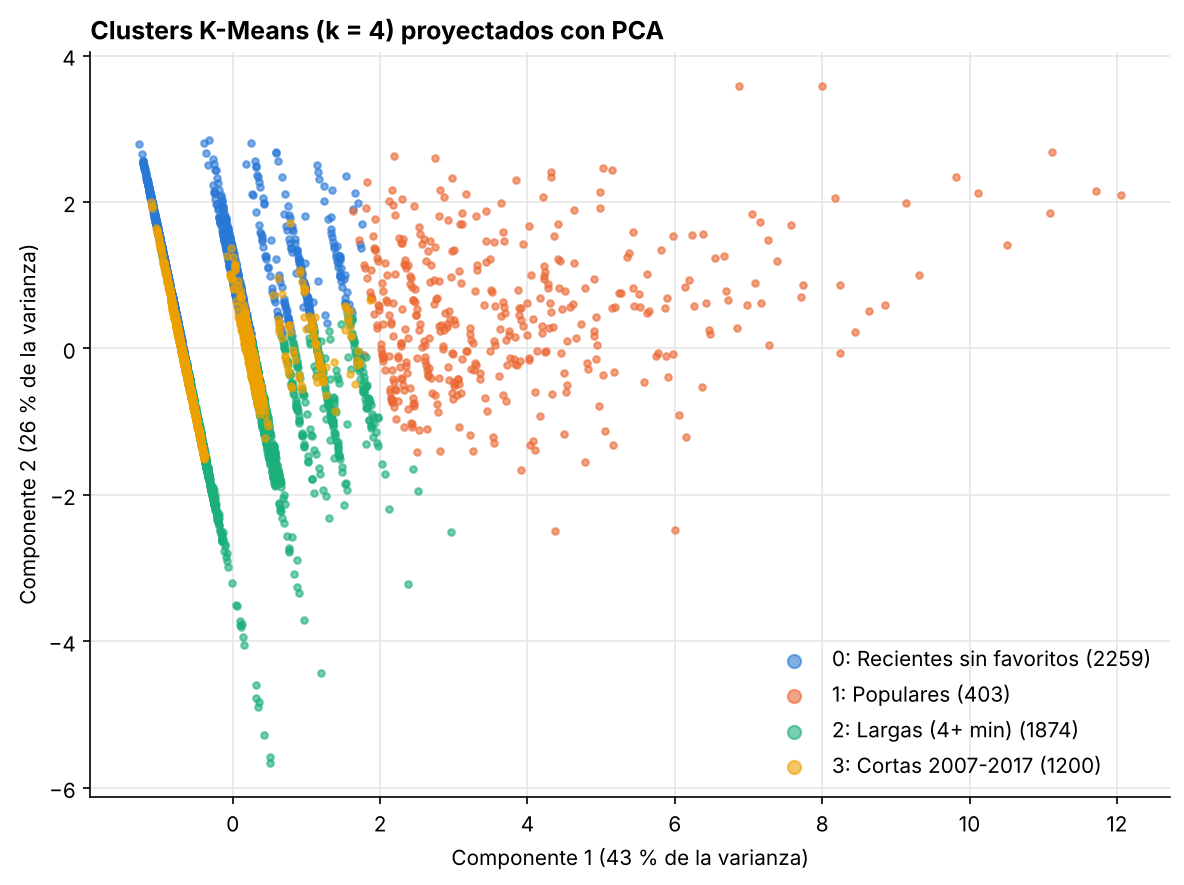 Clusters K-Means (k = 4) proyectados con PCA
Componente 2 (26 % de la varianza)
4
2
0
−2
−4
−6
0: Recientes sin favoritos (2259)
1: Populares (403)
2: Largas (4+ min) (1874)
3: Cortas 2007-2017 (1200)
0 2 4 6 8 10 12
Componente 1 (43 % de la varianza)